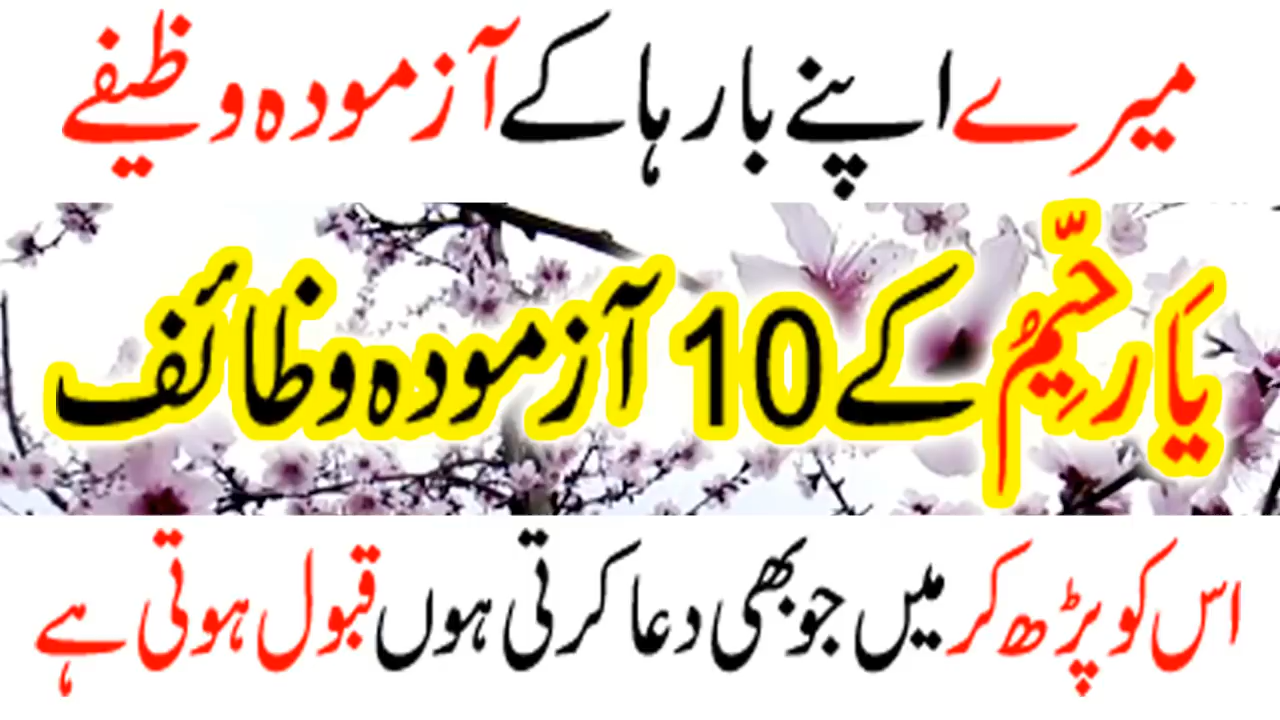 میرے اپنے بارہا کے آزمودہ وظیفے
یَا رحِّیِمُ کے 10 آزمودہ وظائف
اس کو پڑھ کر میں جو بھی دعا کرتی ہوں قبول ہوتی ہے